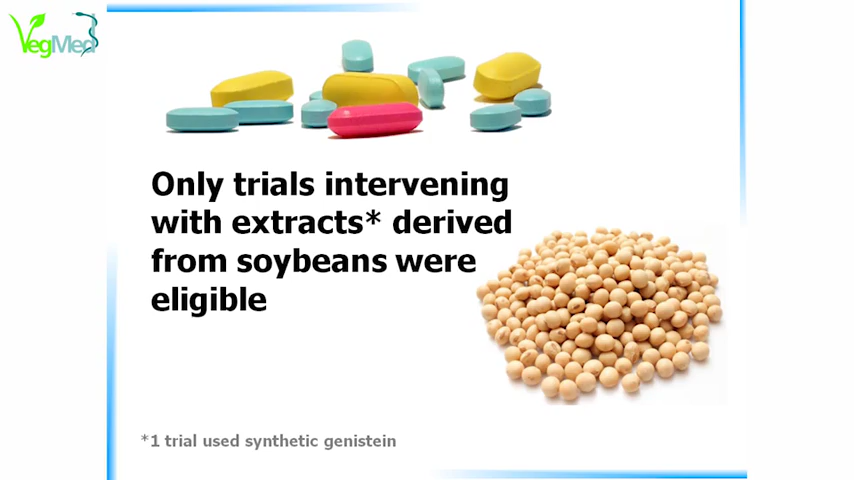 VegMed
Only trials intervening
with extracts* derived
from soybeans were
eligible
*1 trial used synthetic genistein